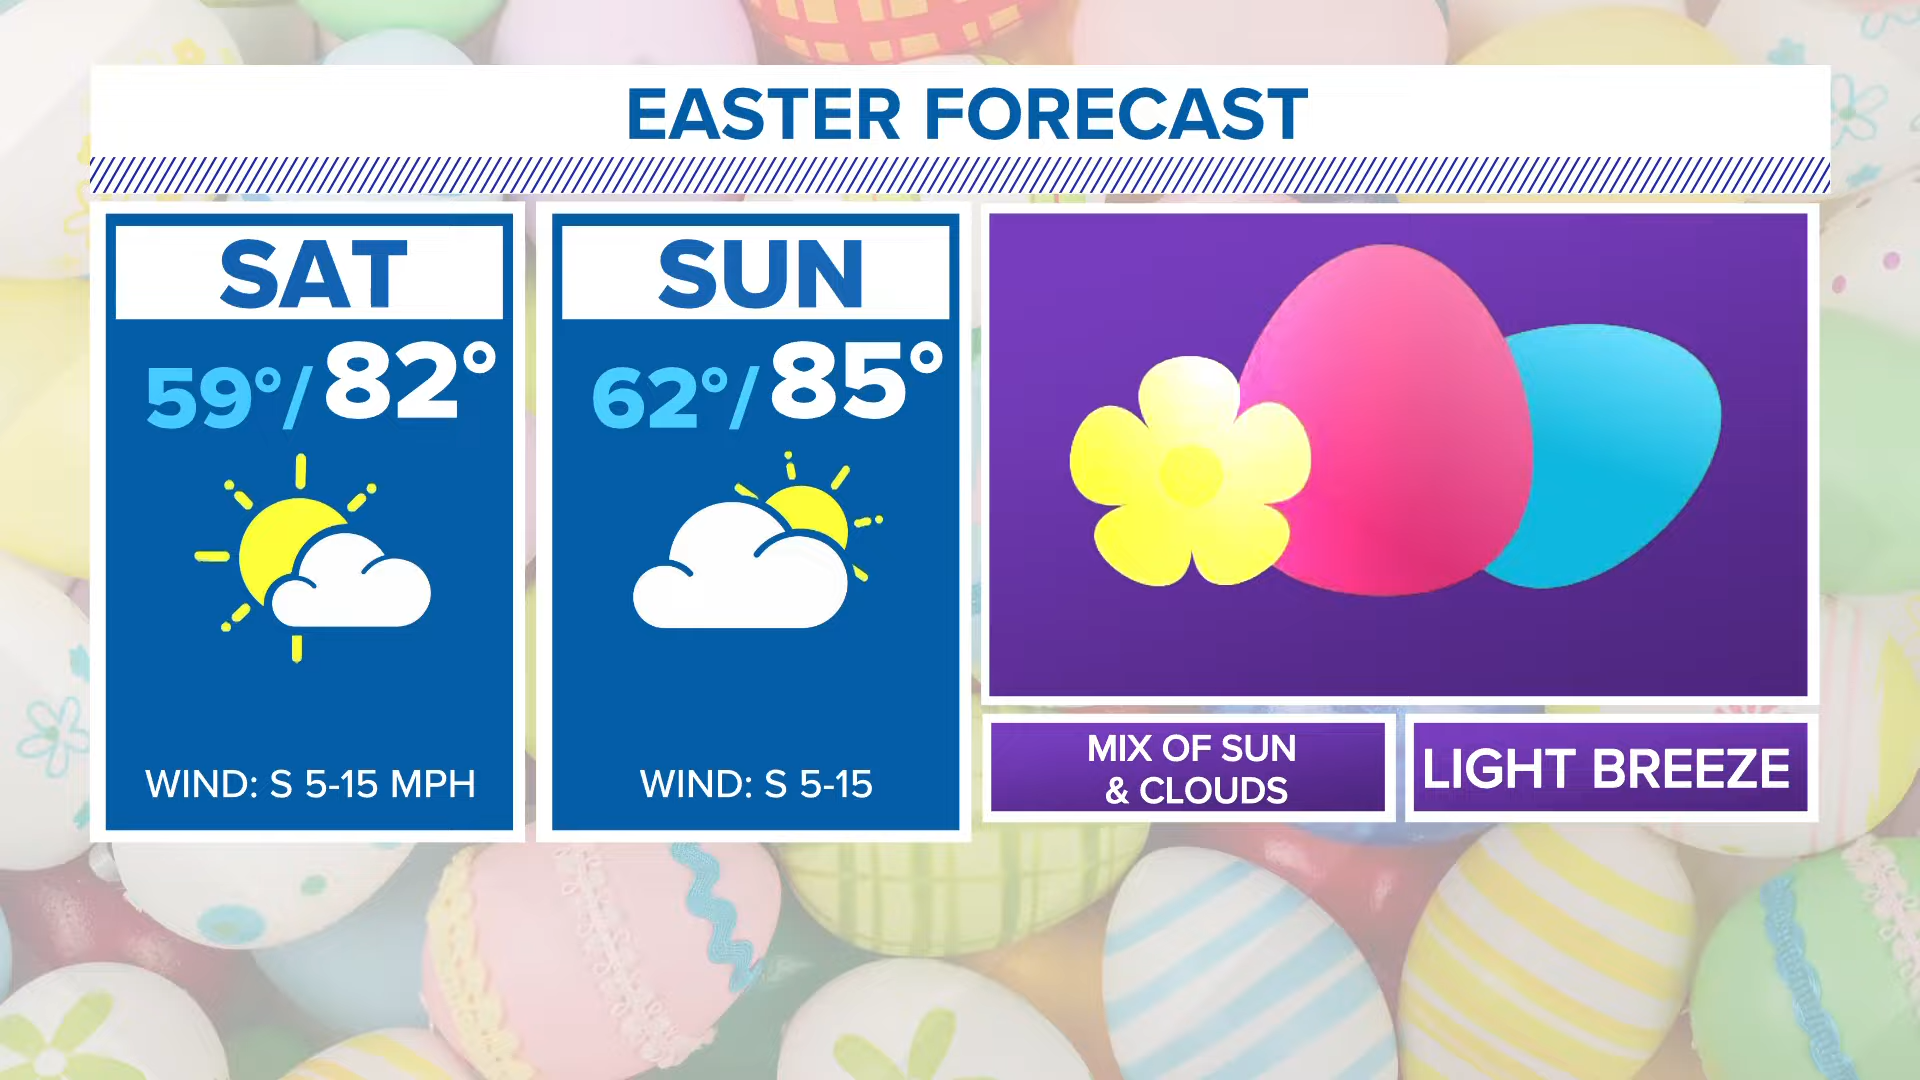 EASTER FORECAST
SAT
59°/82°
WIND: S 5-15 MPH
SUN
62°/85°
WIND: S 5-15
MIX OF SUN
& CLOUDS
LIGHT BREEZE